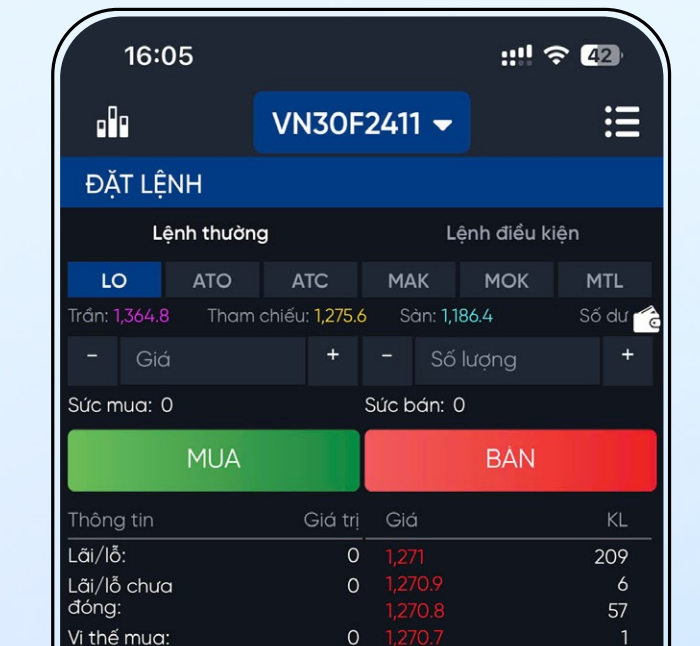 16:05 42
VN30F2411
ĐẶT LỆNH
Lệnh thường Lệnh điều kiện
LO ATO ATC MAK MOK MTL
Trần: 1,364.8 Tham chiếu: 1,275.6 Sàn: 1,186.4 Số dư
- Giá + - Số lượng +
Sức mua: 0 Sức bán: 0
MUA BÁN
Thông tin Giá trị Giá KL
Lãi/lỗ: 0 1,271 209
Lãi/lỗ chưa 0 1,270.9 6
đóng: 1,270.8 57
Vị thế mua: 0 1,270.7 1